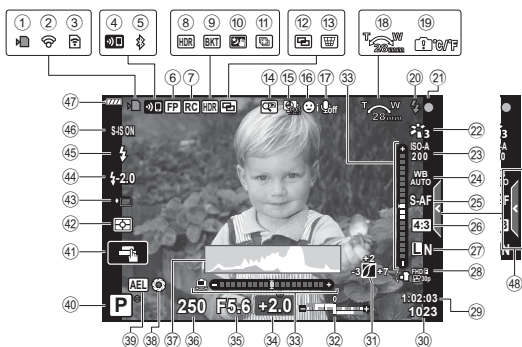 ① ② ③ ④ ⑤ ⑧ ⑨ ⑩ ⑪ ⑫ ⑬ ⑱ ⑲
HDR BKT
T W
28mm
°C/°F
⑥ ⑦ ⑭ ⑮ ⑯ ⑰ ㉝ ⑳ ㉑
FP RC HDR
i
off
T W
28mm
㊼
㊻ S-IS ON
3 ㉒
ISO-A
200 ㉓
㊺
WB
AUTO ㉔
㊹ -2.0
S-AF ㉕
㊸
4:3 ㉖
㊷
L N ㉗
㊶
FHD F
30p ㉘
㊽
+2
-3 +7
㊵ P
AEL
250 F5.6 +2.0
0
1:02:03 ㉙
1023
㊴ ㊳ ㊲ ㊱ ㉟ ㉞ ㉝ ㉜ ㉛ ㉚